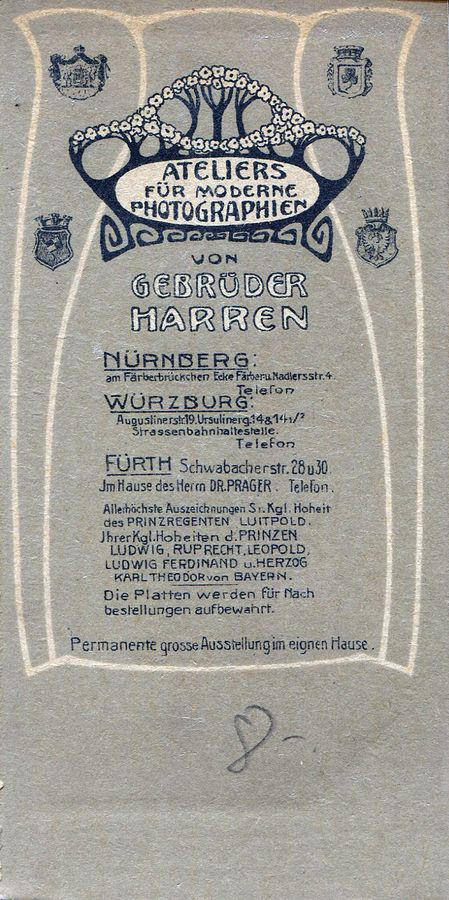 ATELIERS
FÜR MODERNE
PHOTOGRAPHIEN
VON
GEBRÜDER
HARREN
NÜRNBERG:
am Färberbrückchen Ecke Färber u. Nadlersstr. 4.
Telefon
WÜRZBURG:
Augustinerstr. 19. Ursulinerg. 14 & 14 1/2
Strassenbahnhaltestelle.
Telefon
FÜRTH Schwabacherstr. 28 u 30.
Jm Hause des Herrn DR. PRAGER. Telefon.
Allerhöchste Auszeichnungen Sr. Kgl. Hoheit
des PRINZREGENTEN LUITPOLD.
Jhrer Kgl. Hoheiten d. PRINZEN
LUDWIG, RUPRECHT, LEOPOLD,
LUDWIG FERDINAND u. HERZOG
KARL THEODOR von BAYERN.
Die Platten werden für Nach
bestellungen aufbewahrt.
Permanente grosse Ausstellung im eignen Hause.